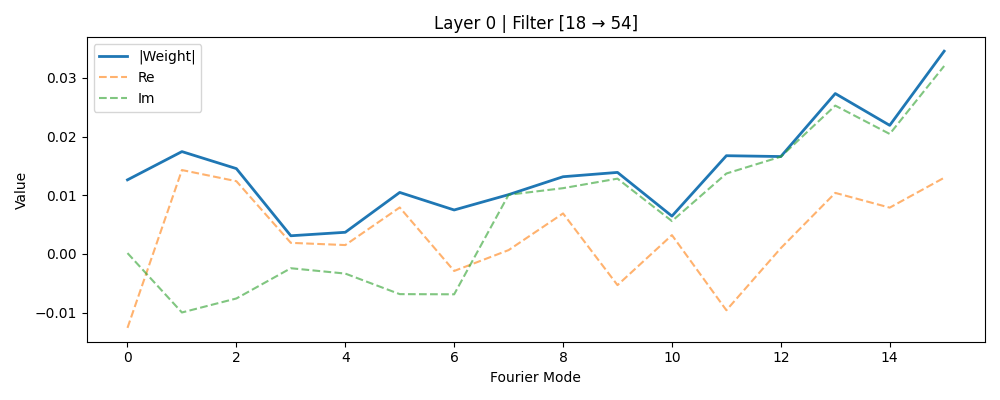 Layer 0 | Filter [18 → 54]
|Weight|
Re
Im
0.03
0.02
0.01
0.00
−0.01
Value
0 2 4 6 8 10 12 14
Fourier Mode